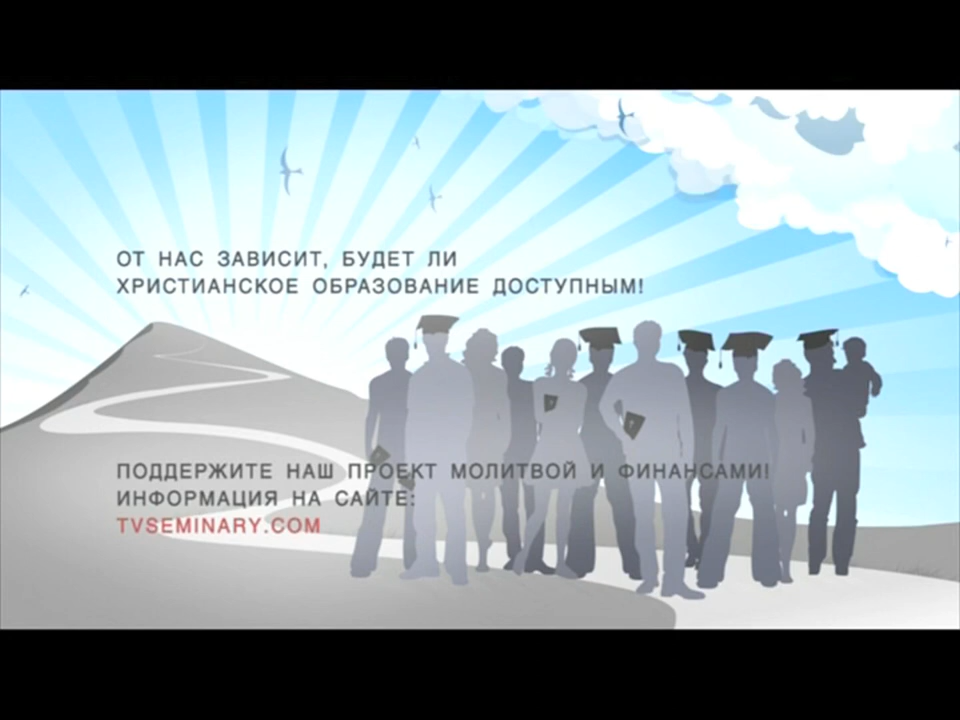 ОТ НАС ЗАВИСИТ, БУДЕТ ЛИ
ХРИСТИАНСКОЕ ОБРАЗОВАНИЕ ДОСТУПНЫМ!
ПОДДЕРЖИТЕ НАШ ПРОЕКТ МОЛИТВОЙ И ФИНАНСАМИ!
ИНФОРМАЦИЯ НА САЙТЕ:
TVSEMINARY.COM